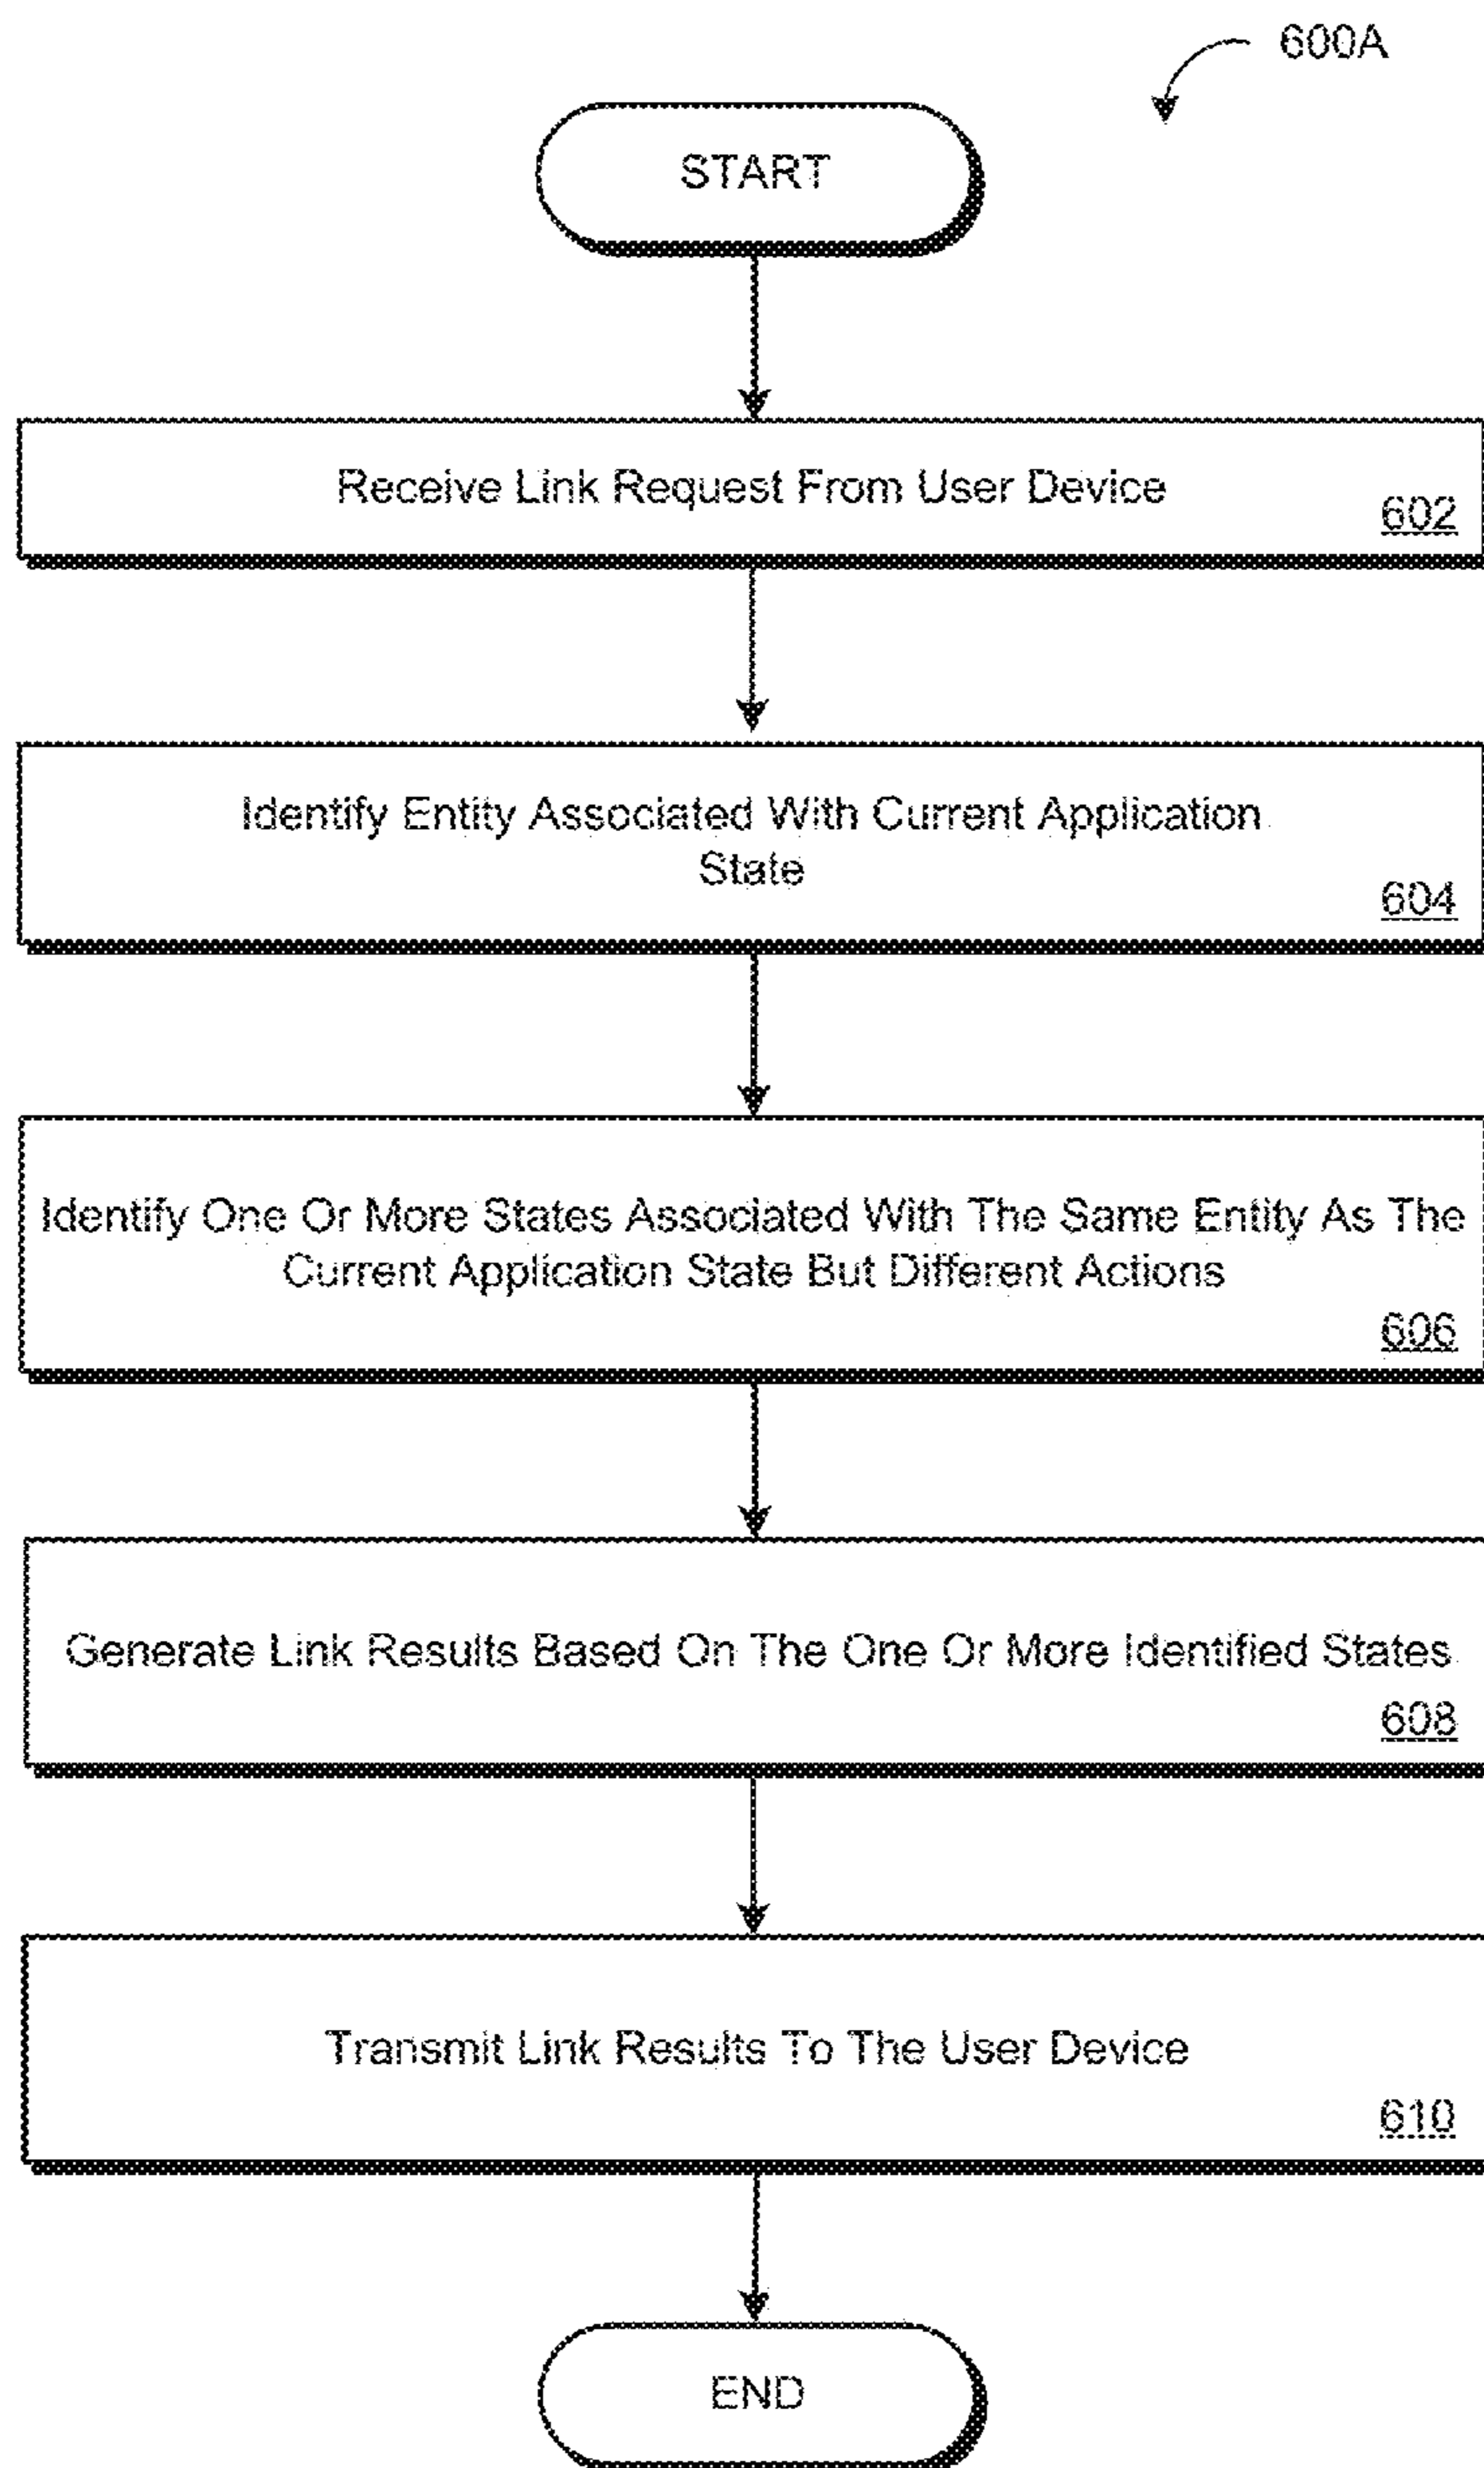 600A
START
Receive Link Request From User Device
602
Identify Entity Associated With Current Application
State
604
Identify One Or More States Associated With The Same Entity As The
Current Application State But Different Actions
606
Generate Link Results Based On The One Or More Identified States
608
Transmit Link Results To The User Device
610
END